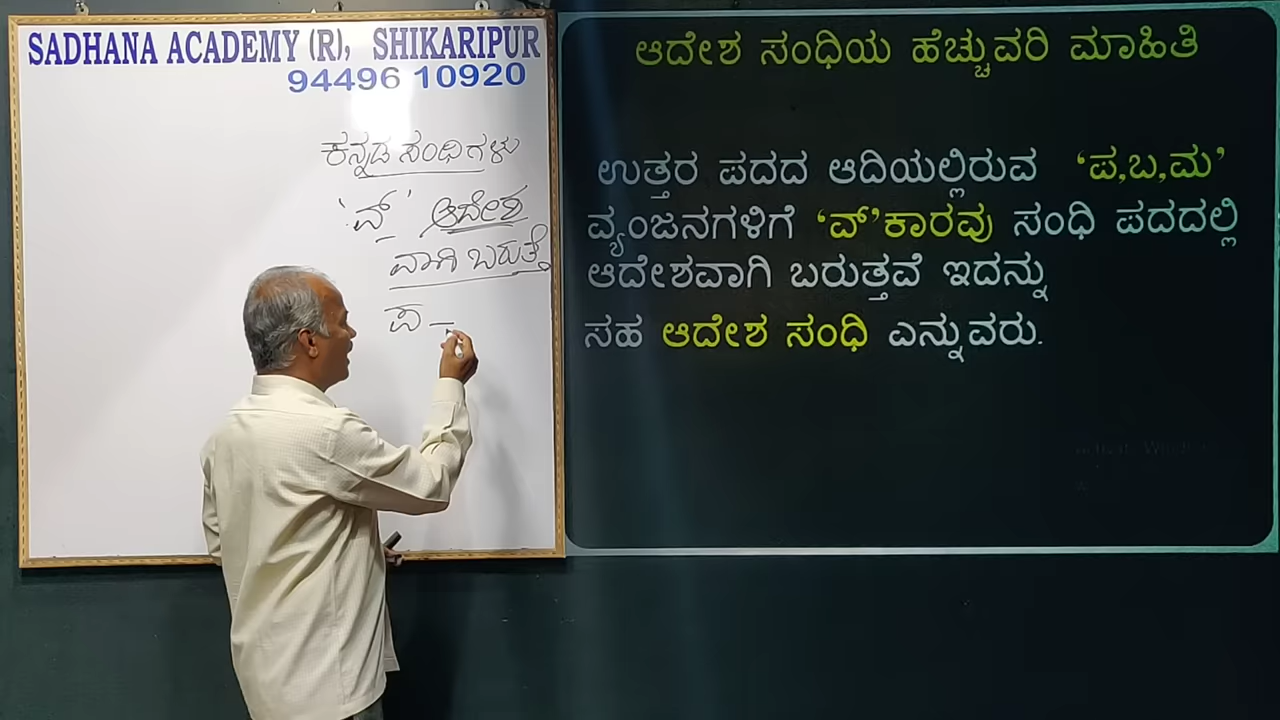 SADHANA ACADEMY (R), SHIKARIPUR
94496 10920
ಕನ್ನಡ ಸಂಧಿಗಳು
'ವ್' ಆದೇಶ
ವಾಗಿ ಬರುತ್ತೆ
ಪ –
ಆದೇಶ ಸಂಧಿಯ ಹೆಚ್ಚುವರಿ ಮಾಹಿತಿ
ಉತ್ತರ ಪದದ ಆದಿಯಲ್ಲಿರುವ ‘ಪ,ಬ,ಮ’
ವ್ಯಂಜನಗಳಿಗೆ ‘ವ್’ಕಾರವು ಸಂಧಿ ಪದದಲ್ಲಿ
ಆದೇಶವಾಗಿ ಬರುತ್ತವೆ ಇದನ್ನು
ಸಹ ಆದೇಶ ಸಂಧಿ ಎನ್ನುವರು.